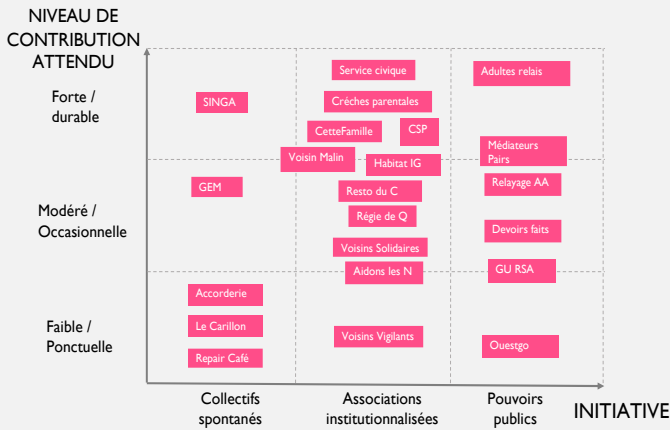 NIVEAU DE
CONTRIBUTION
ATTENDU
Forte /
durable
Modéré /
Occasionnelle
Faible /
Ponctuelle
SINGA
GEM
Accorderie
Le Carillon
Repair Café
Service civique
Crêches parentales
CetteFamille
CSP
Voisin Malin
Habitat IG
Resto du C
Régie de Q
Voisins Solidaires
Aidons les N
Voisins Vigilants
Adultes relais
Médiateurs
Pairs
Relayage AA
Devoirs faits
GU RSA
Ouestgo
Collectifs
spontanés
Associations
institutionnalisées
Pouvoirs
publics
INITIATIVE